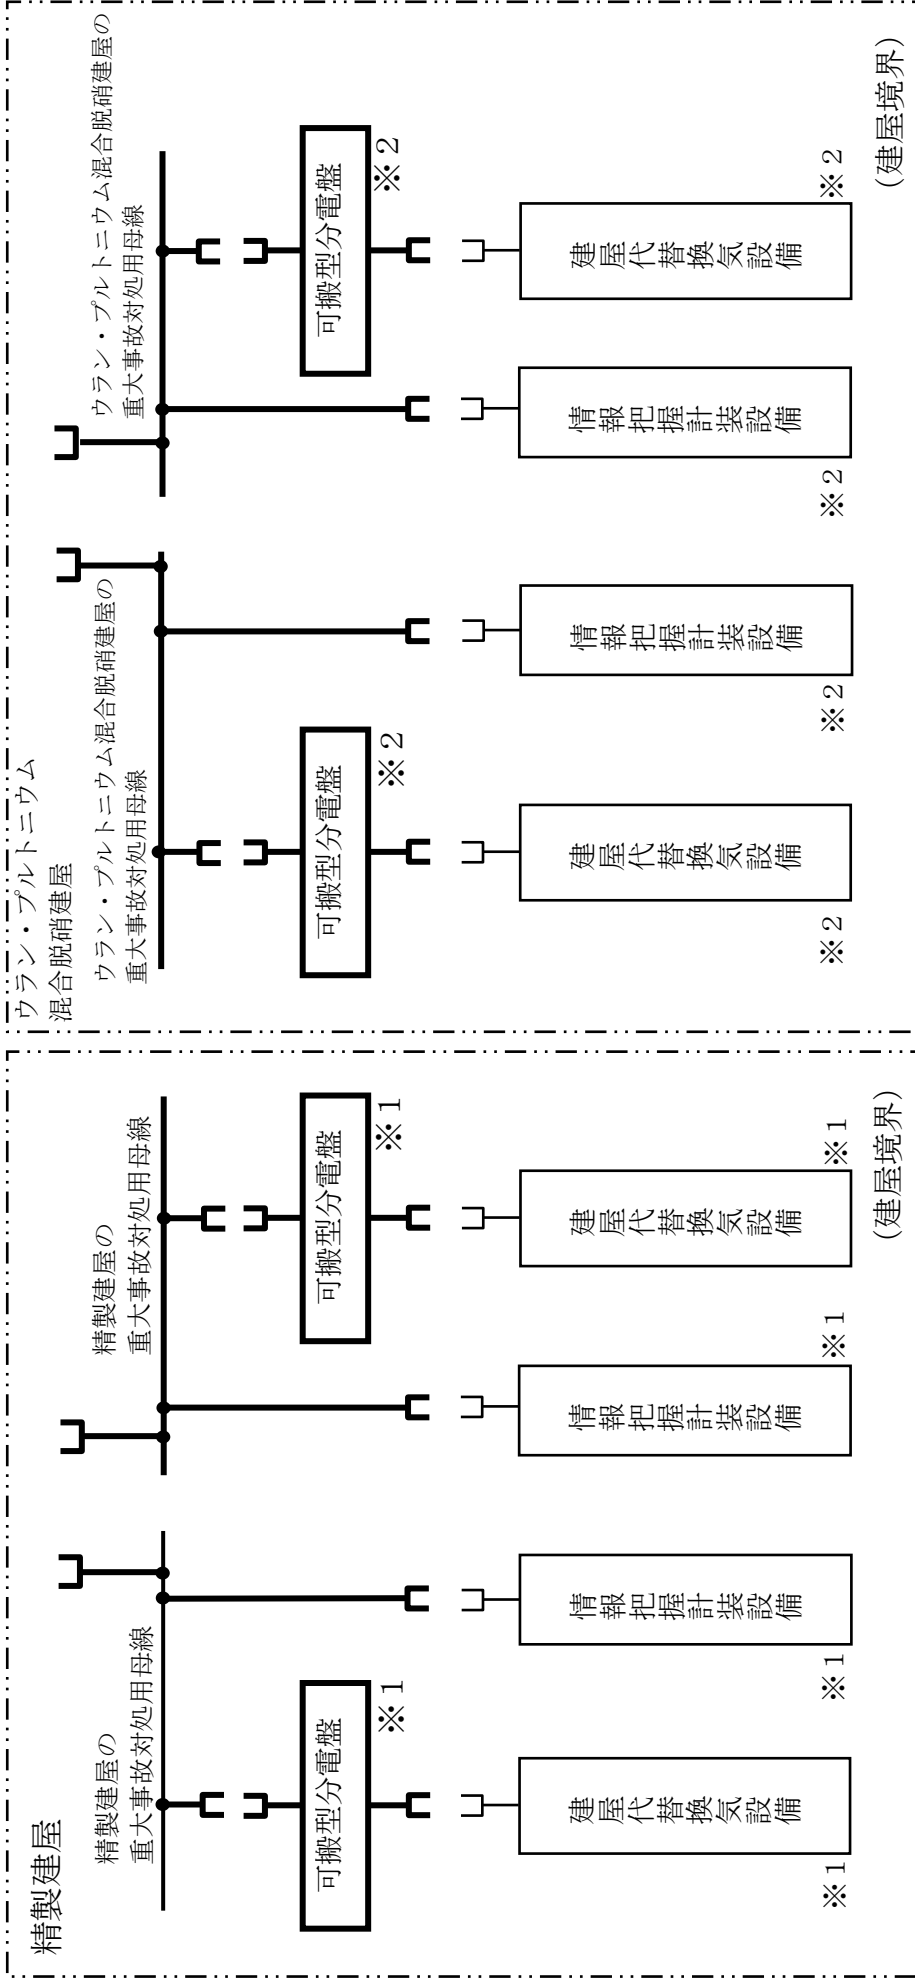 精製建屋
精製建屋の
重大事故対処用母線
精製建屋の
重大事故対処用母線
可搬型分電盤
※1
可搬型分電盤
※1
建屋代替換気設備
※1
情報把握計装設備
※1
情報把握計装設備
※1
建屋代替換気設備
※1
(建屋境界)
ウラン・プルトニウム
混合脱硝建屋
ウラン・プルトニウム混合脱硝建屋の
重大事故対処用母線
ウラン・プルトニウム混合脱硝建屋の
重大事故対処用母線
可搬型分電盤
※2
可搬型分電盤
※2
建屋代替換気設備
※2
情報把握計装設備
※2
情報把握計装設備
※2
建屋代替換気設備
※2
(建屋境界)